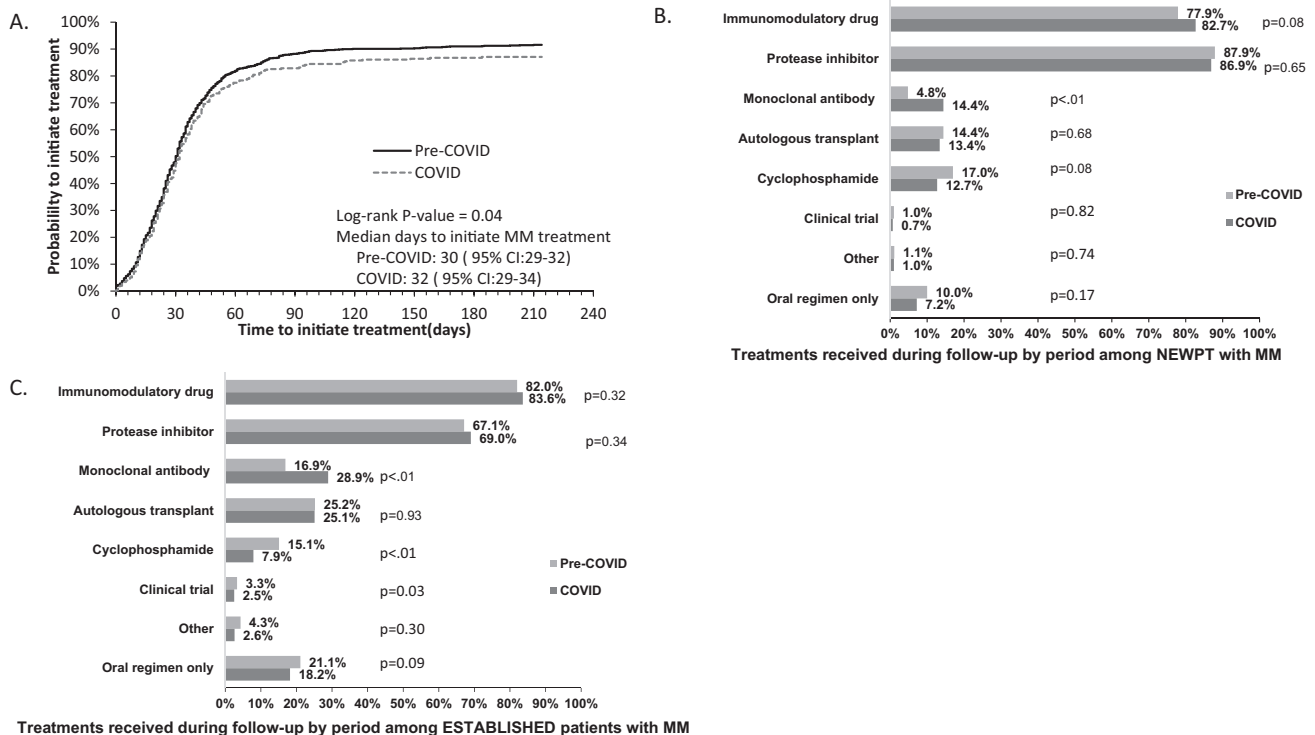 A.
100%
90%
80%
70%
60%
50%
40%
30%
20%
10%
0%
Probabililty to initiate treatment
Pre-COVID
COVID
Log-rank P-value = 0.04
Median days to initiate MM treatment
Pre-COVID: 30 ( 95% CI:29-32)
COVID: 32 ( 95% CI:29-34)
0 30 60 90 120 150 180 210 240
Time to initiate treatment(days)
B.
Immunomodulatory drug 77.9% 82.7% p=0.08
Protease inhibitor 87.9% 86.9% p=0.65
Monoclonal antibody 4.8% 14.4% p<.01
Autologous transplant 14.4% 13.4% p=0.68
Cyclophosphamide 17.0% 12.7% p=0.08
Clinical trial 1.0% 0.7% p=0.82
Other 1.1% 1.0% p=0.74
Oral regimen only 10.0% 7.2% p=0.17
Pre-COVID
COVID
0% 10% 20% 30% 40% 50% 60% 70% 80% 90% 100%
Treatments received during follow-up by period among NEWPT with MM
C.
Immunomodulatory drug 82.0% 83.6% p=0.32
Protease inhibitor 67.1% 69.0% p=0.34
Monoclonal antibody 16.9% 28.9% p<.01
Autologous transplant 25.2% 25.1% p=0.93
Cyclophosphamide 15.1% 7.9% p<.01
Clinical trial 3.3% 2.5% p=0.03
Other 4.3% 2.6% p=0.30
Oral regimen only 21.1% 18.2% p=0.09
Pre-COVID
COVID
0% 10% 20% 30% 40% 50% 60% 70% 80% 90% 100%
Treatments received during follow-up by period among ESTABLISHED patients with MM